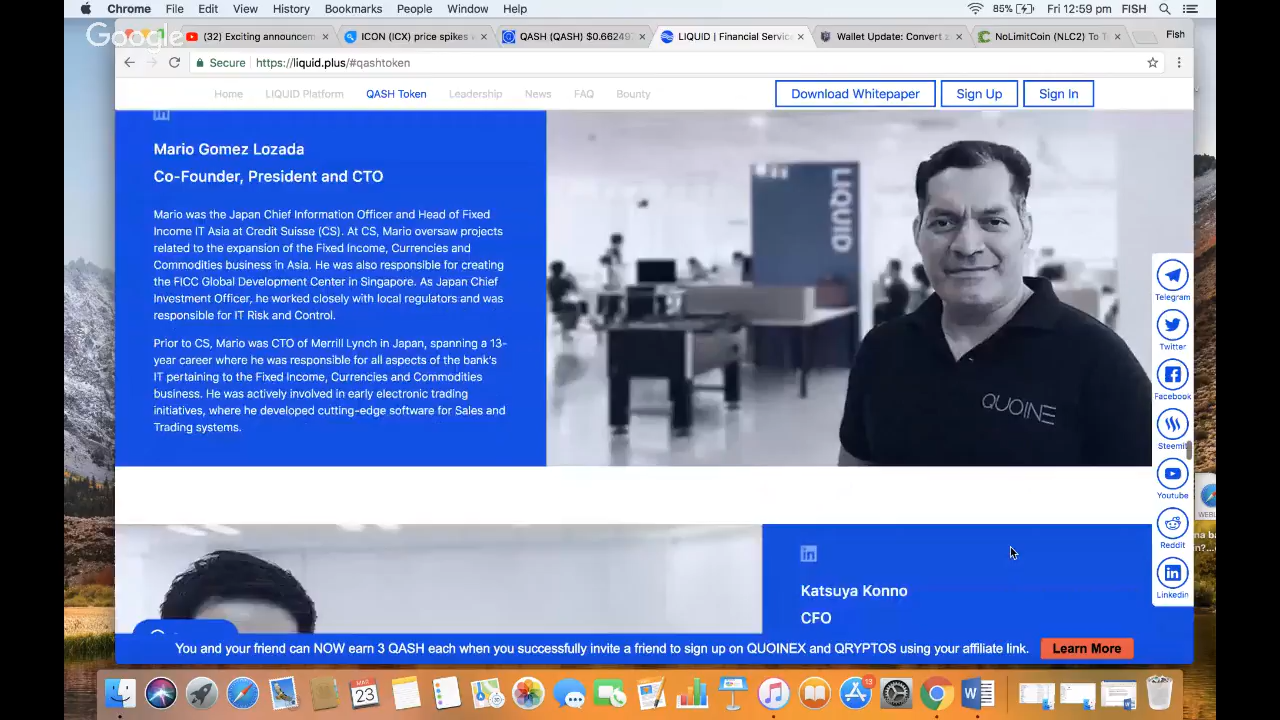 Chrome File Edit View History Bookmarks People Window Help 85% Fri 12:59 pm FISH
Google
(32) Exciting announcem
ICON (ICX) price spikes
QASH (QASH) $0.66249
LIQUID | Financial Service
Wallet Update: Convert
NoLimitCoin (NLC2) To T
Fish
Secure https://liquid.plus/#qashtoken
Home LIQUID Platform QASH Token Leadership News FAQ Bounty Download Whitepaper Sign Up Sign In
Mario Gomez Lozada
Co-Founder, President and CTO
Mario was the Japan Chief Information Officer and Head of Fixed
Income IT Asia at Credit Suisse (CS). At CS, Mario oversaw projects
related to the expansion of the Fixed Income, Currencies and
Commodities business in Asia. He was also responsible for creating
the FICC Global Development Center in Singapore. As Japan Chief
Investment Officer, he worked closely with local regulators and was
responsible for IT Risk and Control.
Prior to CS, Mario was CTO of Merrill Lynch in Japan, spanning a 13-
year career where he was responsible for all aspects of the bank's
IT pertaining to the Fixed Income, Currencies and Commodities
business. He was actively involved in early electronic trading
initiatives, where he developed cutting-edge software for Sales and
Trading systems.
LIQUID
QUOINE
Telegram
Twitter
Facebook
Steemit
Youtube
Reddit
Linkedin
in
Katsuya Konno
CFO
You and your friend can NOW earn 3 QASH each when you successfully invite a friend to sign up on QUOINEX and QRYPTOS using your affiliate link. Learn More
MAR
23
W